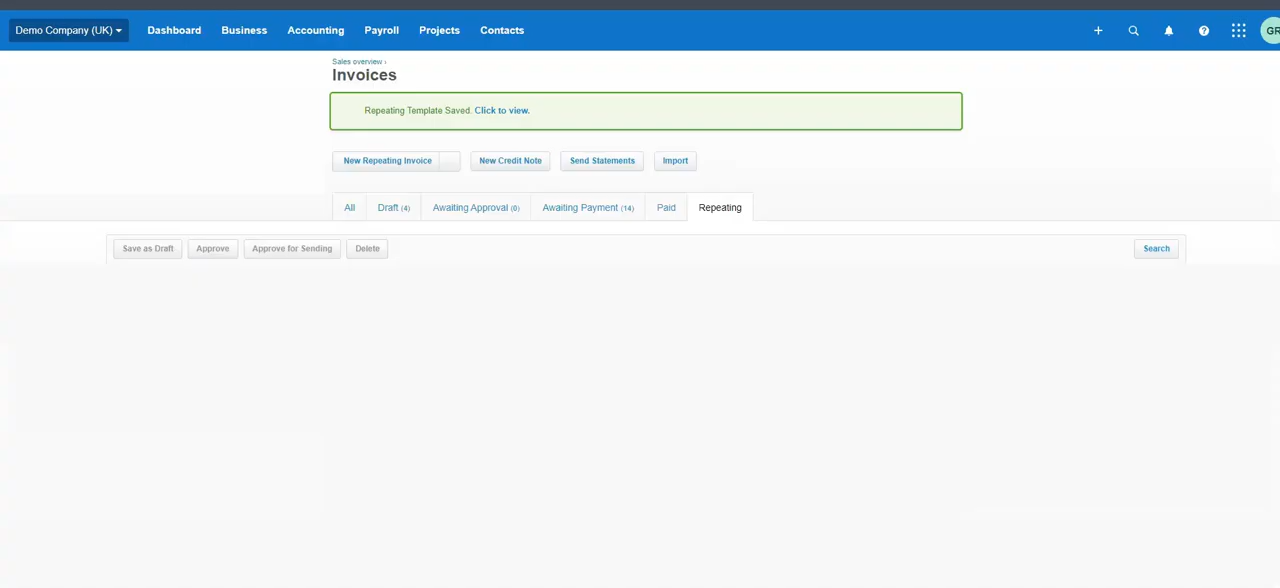 Demo Company (UK) Dashboard Business Accounting Payroll Projects Contacts GR
Sales overview ›
Invoices
Repeating Template Saved. Click to view.
New Repeating Invoice New Credit Note Send Statements Import
All Draft (4) Awaiting Approval (6) Awaiting Payment (14) Paid Repeating
Save as Draft Approve Approve for Sending Delete Search